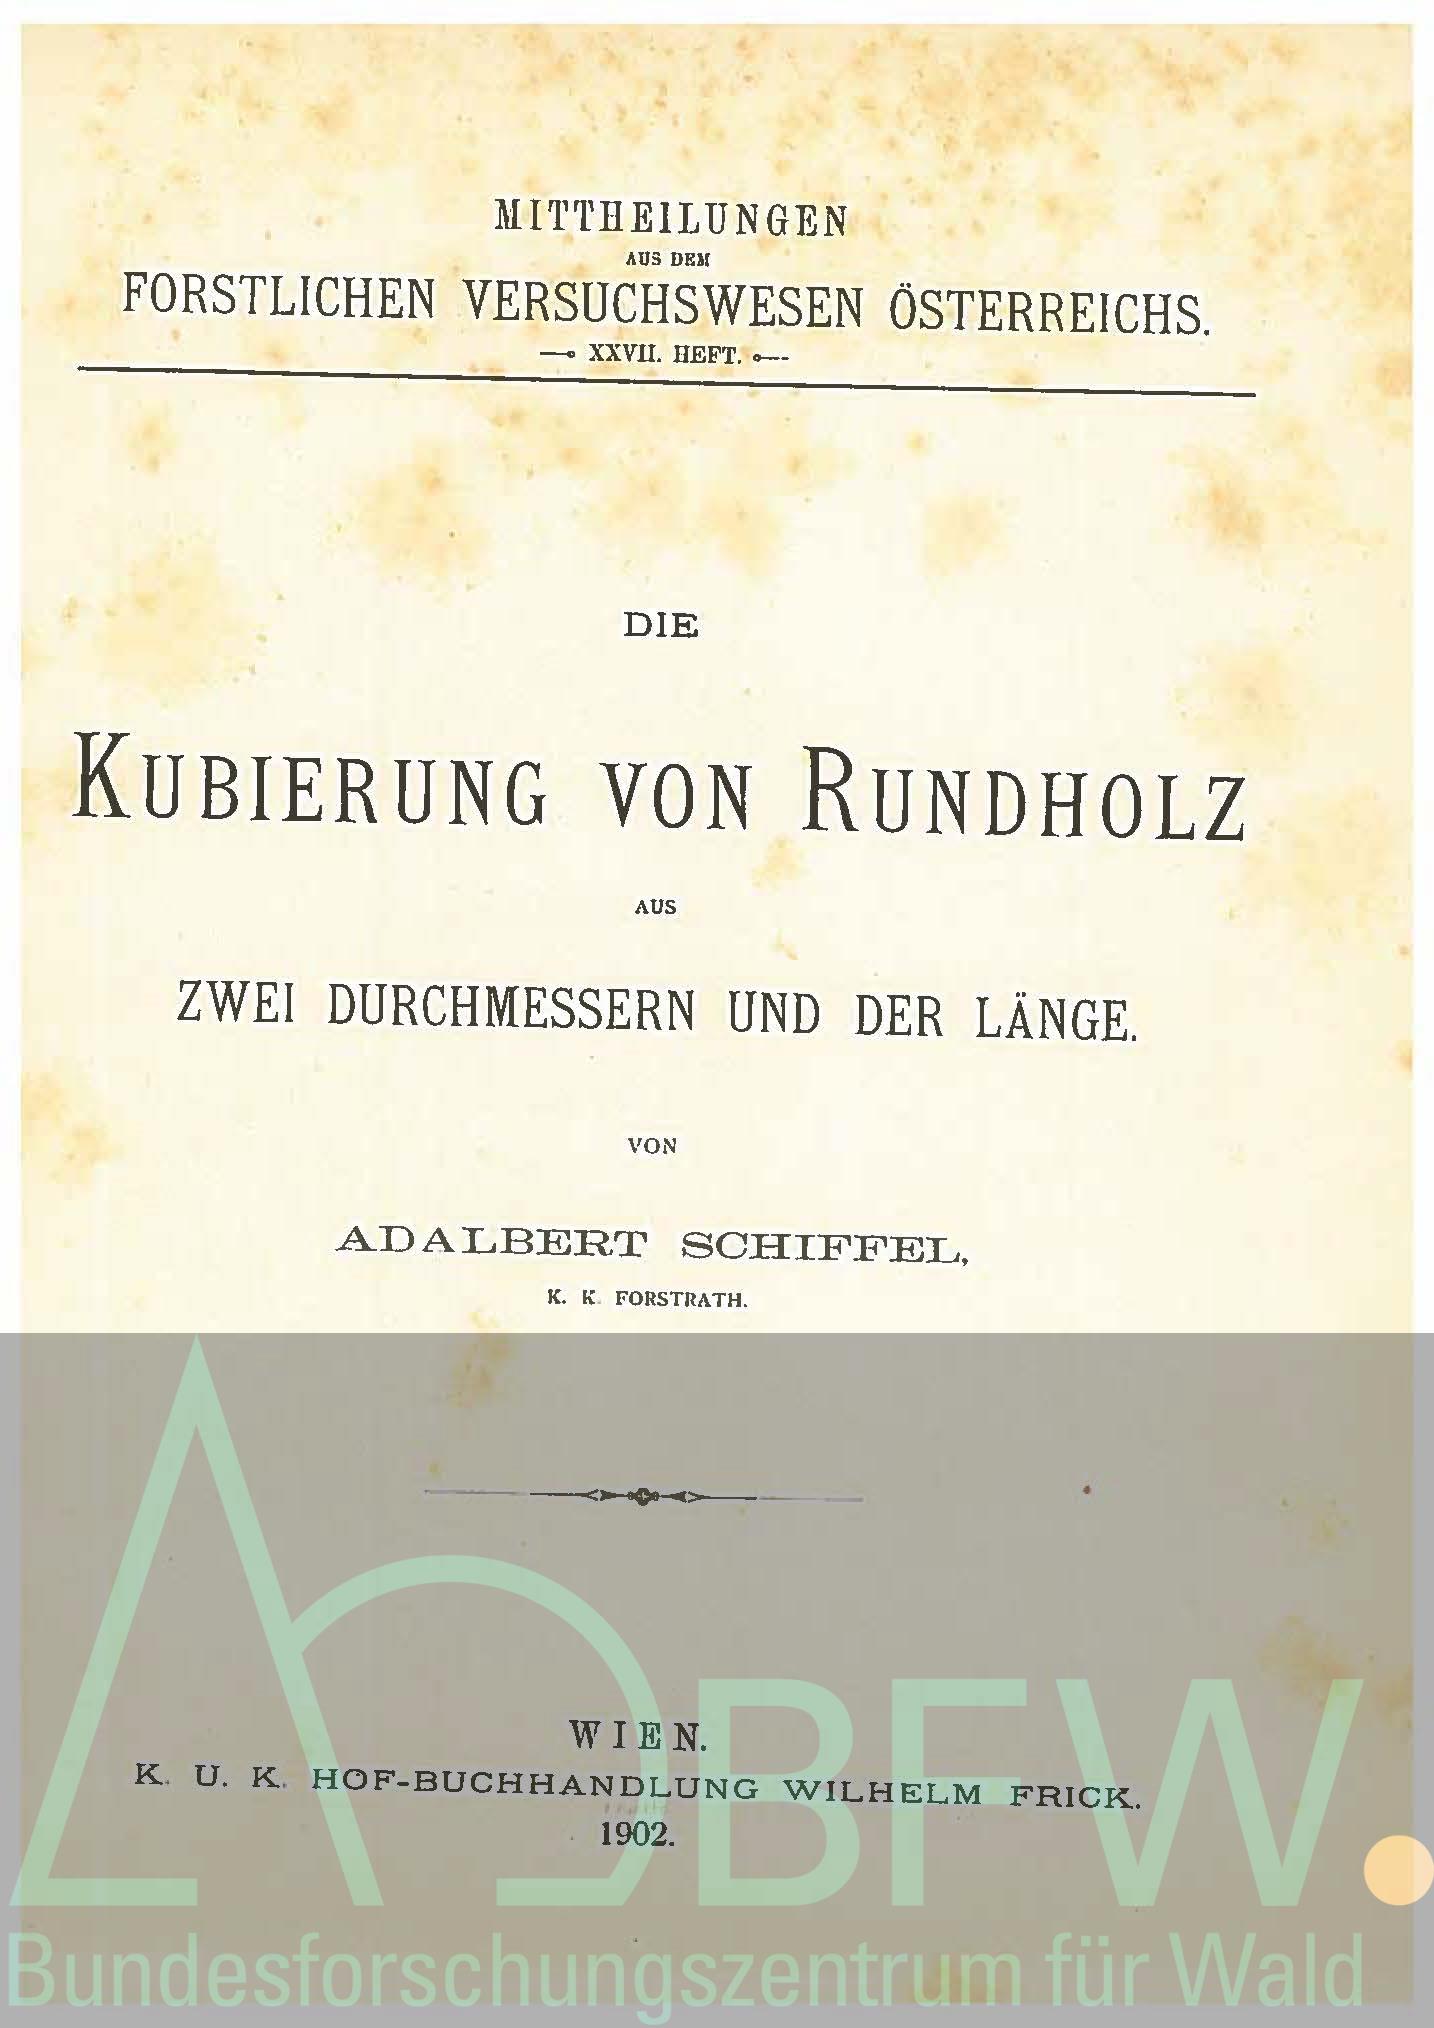 MITTHEILUNGEN
AUS DEM
FORSTLICHEN VERSUCHSWESEN ÖSTERREICHS.
XXVII. HEFT.
DIE
KUBIERUNG VON RUNDHOLZ
AUS
ZWEI DURCHMESSERN UND DER LÄNGE.
VON
ADALBERT SCHIFFEL,
K. K. FORSTRATH.
WIEN.
K. U. K. HOF-BUCHHANDLUNG WILHELM FRICK.
1902.
BFW
Bundesforschungszentrum für Wald